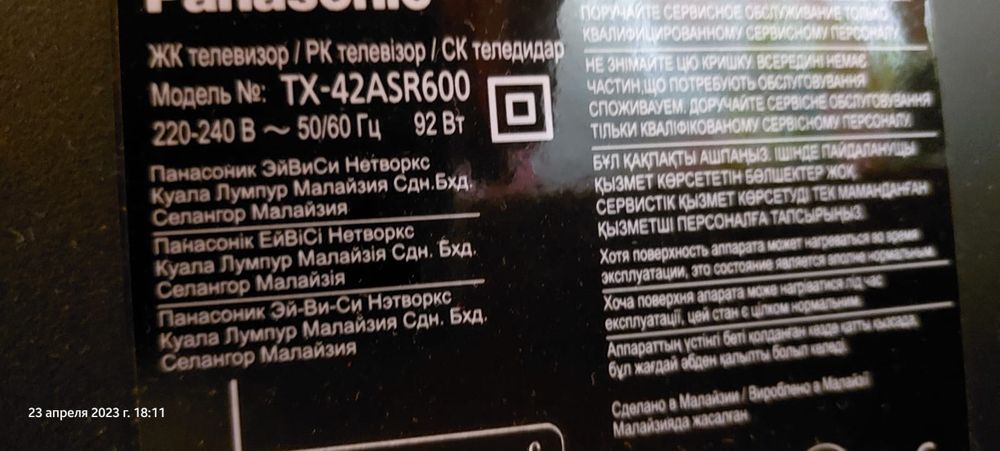 Panasonic
ЖК телевизор / РК телевізор / СК теледидар
Модель №: TX-42ASR600
220-240 В ~ 50/60 Гц 92 Вт
Панасоник ЭйВиСи Нетворкс
Куала Лумпур Малайзия Сдн.Бхд.
Селангор Малайзия
Панасонік ЕйВіСі Нетворкс
Куала Лумпур Малайзія Сдн. Бхд.
Селангор Малайзія
Панасоник Эй-Ви-Си Нэтворкс
Куала Лумпур Малайзия Сдн. Бхд.
Селангор Малайзия
ПОРУЧАЙТЕ СЕРВИСНОЕ ОБСЛУЖИВАНИЕ ТОЛЬКО
КВАЛИФИЦИРОВАННОМУ СЕРВИСНОМУ ПЕРСОНАЛУ.
НЕ ЗНІМАЙТЕ ЦЮ КРИШКУ. ВСЕРЕДИНІ НЕМАЄ
ЧАСТИН,ЩО ПОТРЕБУЮТЬ ОБСЛУГОВУВАННЯ
СПОЖИВАУЕМ. ДОРУЧАЙТЕ СЕРВІСНЕ ОБСЛУГОВУВАННЯ
ТІЛЬКИ КВАЛІФІКОВАНОМУ СЕРВІСНОМУ ПЕРСОНАЛУ.
БҰЛ ҚАҚПАҚТЫ АШПАҢЫЗ. ІШІНДЕ ПАЙДАЛАНУШЫ
ҚЫЗМЕТ КӨРСЕТЕТІН БӨЛШЕКТЕР ЖОҚ.
СЕРВИСТІК ҚЫЗМЕТ КӨРСЕТУДІ ТЕК МАМАНДАНҒАН
ҚЫЗМЕТШІ ПЕРСОНАЛҒА ТАПСЫРЫҢЫЗ.
Хотя поверхность аппарата может нагреваться во время
эксплуатации, это состояние является вполне нормальным.
Хоча поверхня апарата може нагріватися під час
експлуатації, цей стан є цілком нормальним.
Аппараттың үстіңгі беті қолданған кезде қатты қызады,
бұл жағдай әбден қалыпты болып келеді.
Сделано в Малайзии / Вироблено в Малайзії
Малайзияда жасалған
23 апреля 2023 г. 18:11